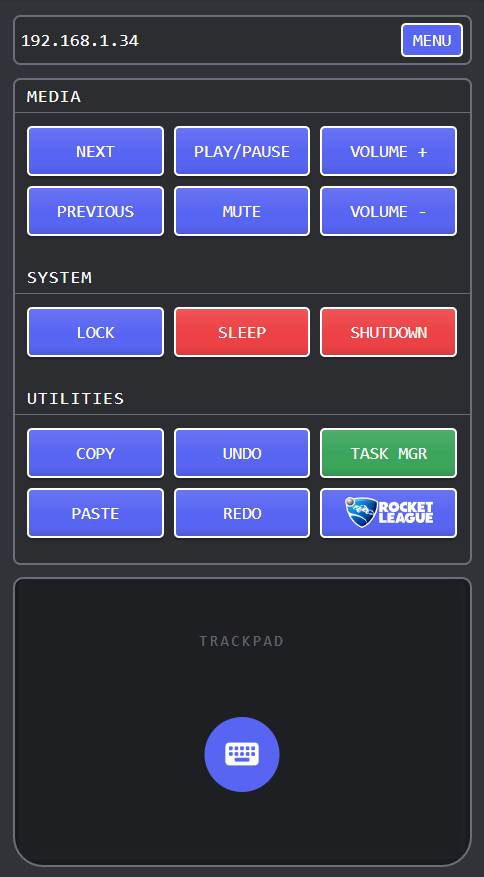 192.168.1.34 MENU
MEDIA
NEXT PLAY/PAUSE VOLUME +
PREVIOUS MUTE VOLUME -
SYSTEM
LOCK SLEEP SHUTDOWN
UTILITIES
COPY UNDO TASK MGR
PASTE REDO ROCKET LEAGUE
TRACKPAD